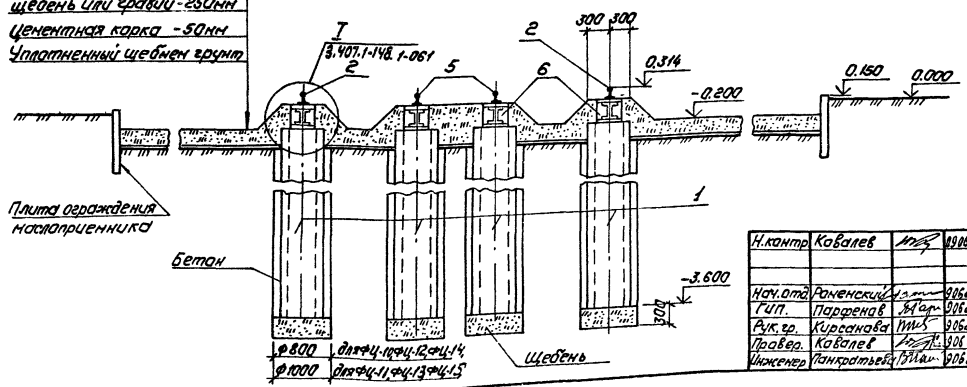 щебень или гравий-250мм
Цементная корка -50мм
Уплотненный щебнем грунт
I
3.407.1-148.1-061
2
5
6
2
300 300
0.314
-0.200
0.150
0.000
Плита ограждения
маслоприемника
Бетон
1
-3.600
300
Щебень
ф800 для ФЦ-10,ФЦ-12,ФЦ-14,
ф1000 для ФЦ-11,ФЦ-13,ФЦ-15
Н.контр Ковалев
Нач.отд. Роменский
ГИП. Парфенов
Рук.гр. Кирсанова
Провер. Ковалев
Инженер Панкратьева